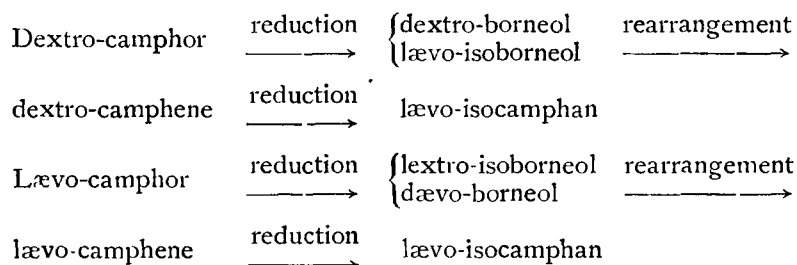 reduction dextro-borneol rearrangement
Dextro-camphor lævo-isoborneol
reduction
dextro-camphene lævo-isocamphan
reduction lextro-isoborneol rearrangement
Lævo-camphor dævo-borneol
reduction
lævo-camphene lævo-isocamphan